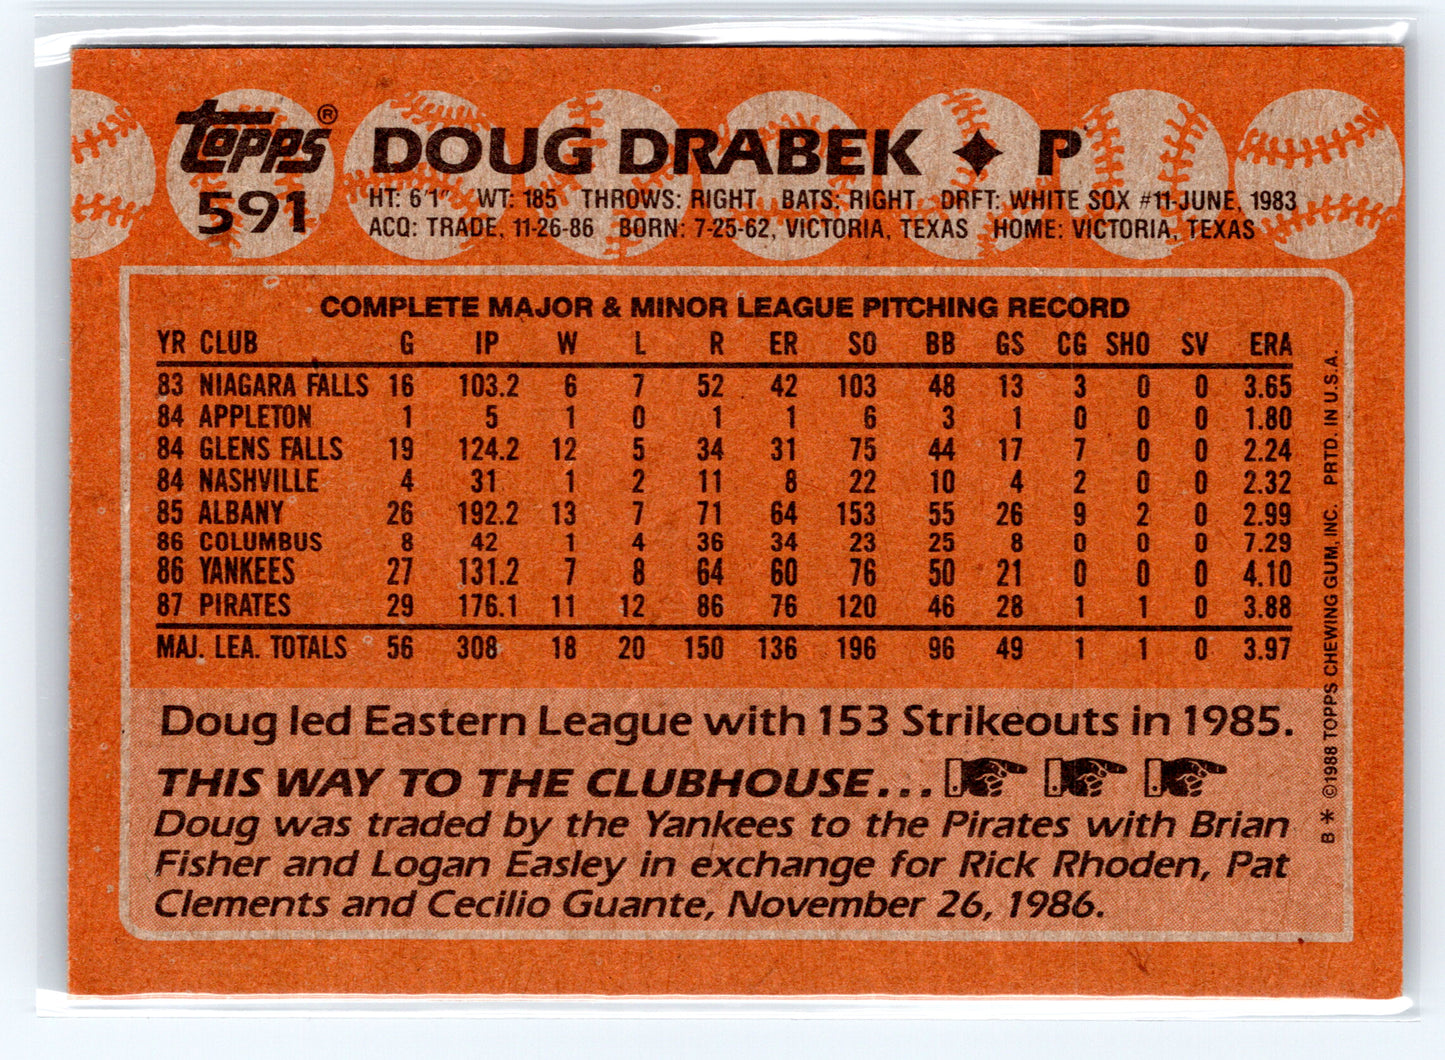 Topps®
591
DOUG DRABEK ✦ P
HT: 6'1" WT: 185 THROWS: RIGHT BATS: RIGHT DRFT: WHITE SOX #11-JUNE, 1983
ACQ: TRADE, 11-26-86 BORN: 7-25-62, VICTORIA, TEXAS HOME: VICTORIA, TEXAS
COMPLETE MAJOR & MINOR LEAGUE PITCHING RECORD
YR CLUB G IP W L R ER SO BB GS CG SHO SV ERA
83 NIAGARA FALLS 16 103.2 6 7 52 42 103 48 13 3 0 0 3.65
84 APPLETON 1 5 1 0 1 1 6 3 1 0 0 0 1.80
84 GLENS FALLS 19 124.2 12 5 34 31 75 44 17 7 0 0 2.24
84 NASHVILLE 4 31 1 2 11 8 22 10 4 2 0 0 2.32
85 ALBANY 26 192.2 13 7 71 64 153 55 26 9 2 0 2.99
86 COLUMBUS 8 42 1 4 36 34 23 25 8 0 0 0 7.29
86 YANKEES 27 131.2 7 8 64 60 76 50 21 0 0 0 4.10
87 PIRATES 29 176.1 11 12 86 76 120 46 28 1 1 0 3.88
MAJ. LEA. TOTALS 56 308 18 20 150 136 196 96 49 1 1 0 3.97
Doug led Eastern League with 153 Strikeouts in 1985.
THIS WAY TO THE CLUBHOUSE...
Doug was traded by the Yankees to the Pirates with Brian
Fisher and Logan Easley in exchange for Rick Rhoden, Pat
Clements and Cecilio Guante, November 26, 1986.
B* ©1988 TOPPS CHEWING GUM, INC. PRTD. IN U.S.A.